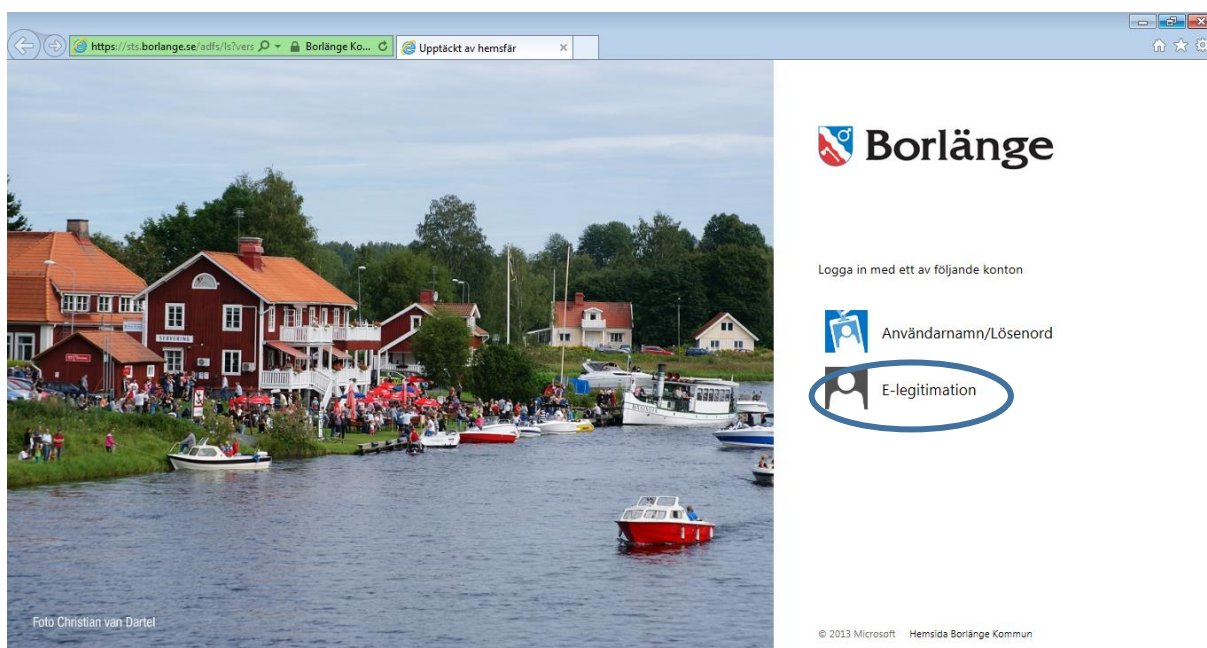 https://sts.borlange.se/adfs/ls?vers
Borlänge Ko...
Upptäckt av hemsfär
Borlänge
Logga in med ett av följande konton
Användarnamn/Lösenord
E-legitimation
SERVERING
Foto Christian van Dartel
© 2013 Microsoft Hemsida Borlänge Kommun